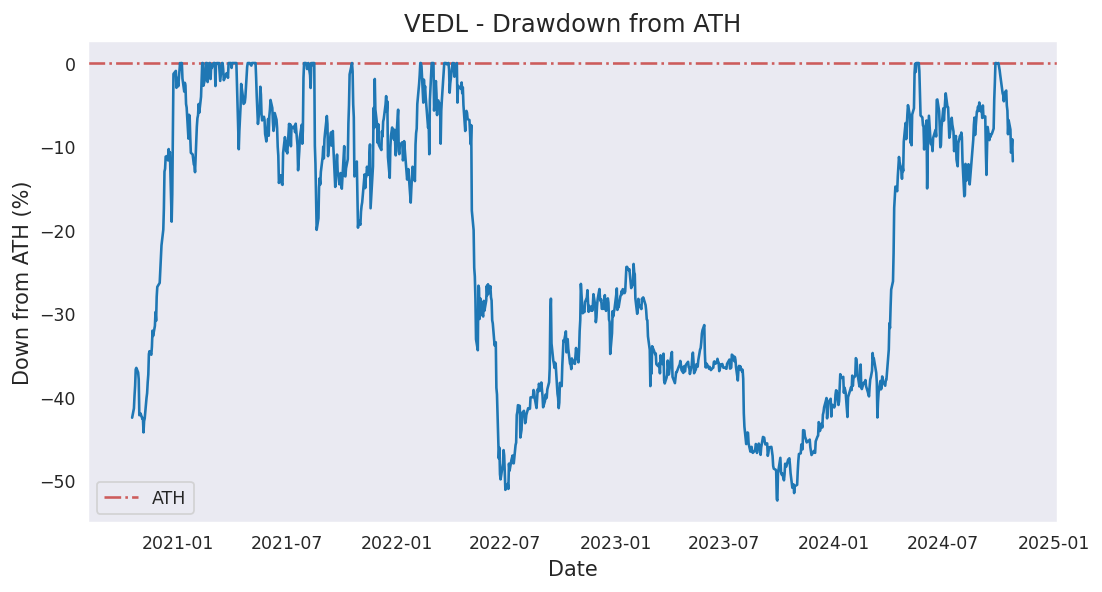 VEDL - Drawdown from ATH
Down from ATH (%)
0
−10
−20
−30
−40
−50
ATH
2021-01 2021-07 2022-01 2022-07 2023-01 2023-07 2024-01 2024-07 2025-01
Date